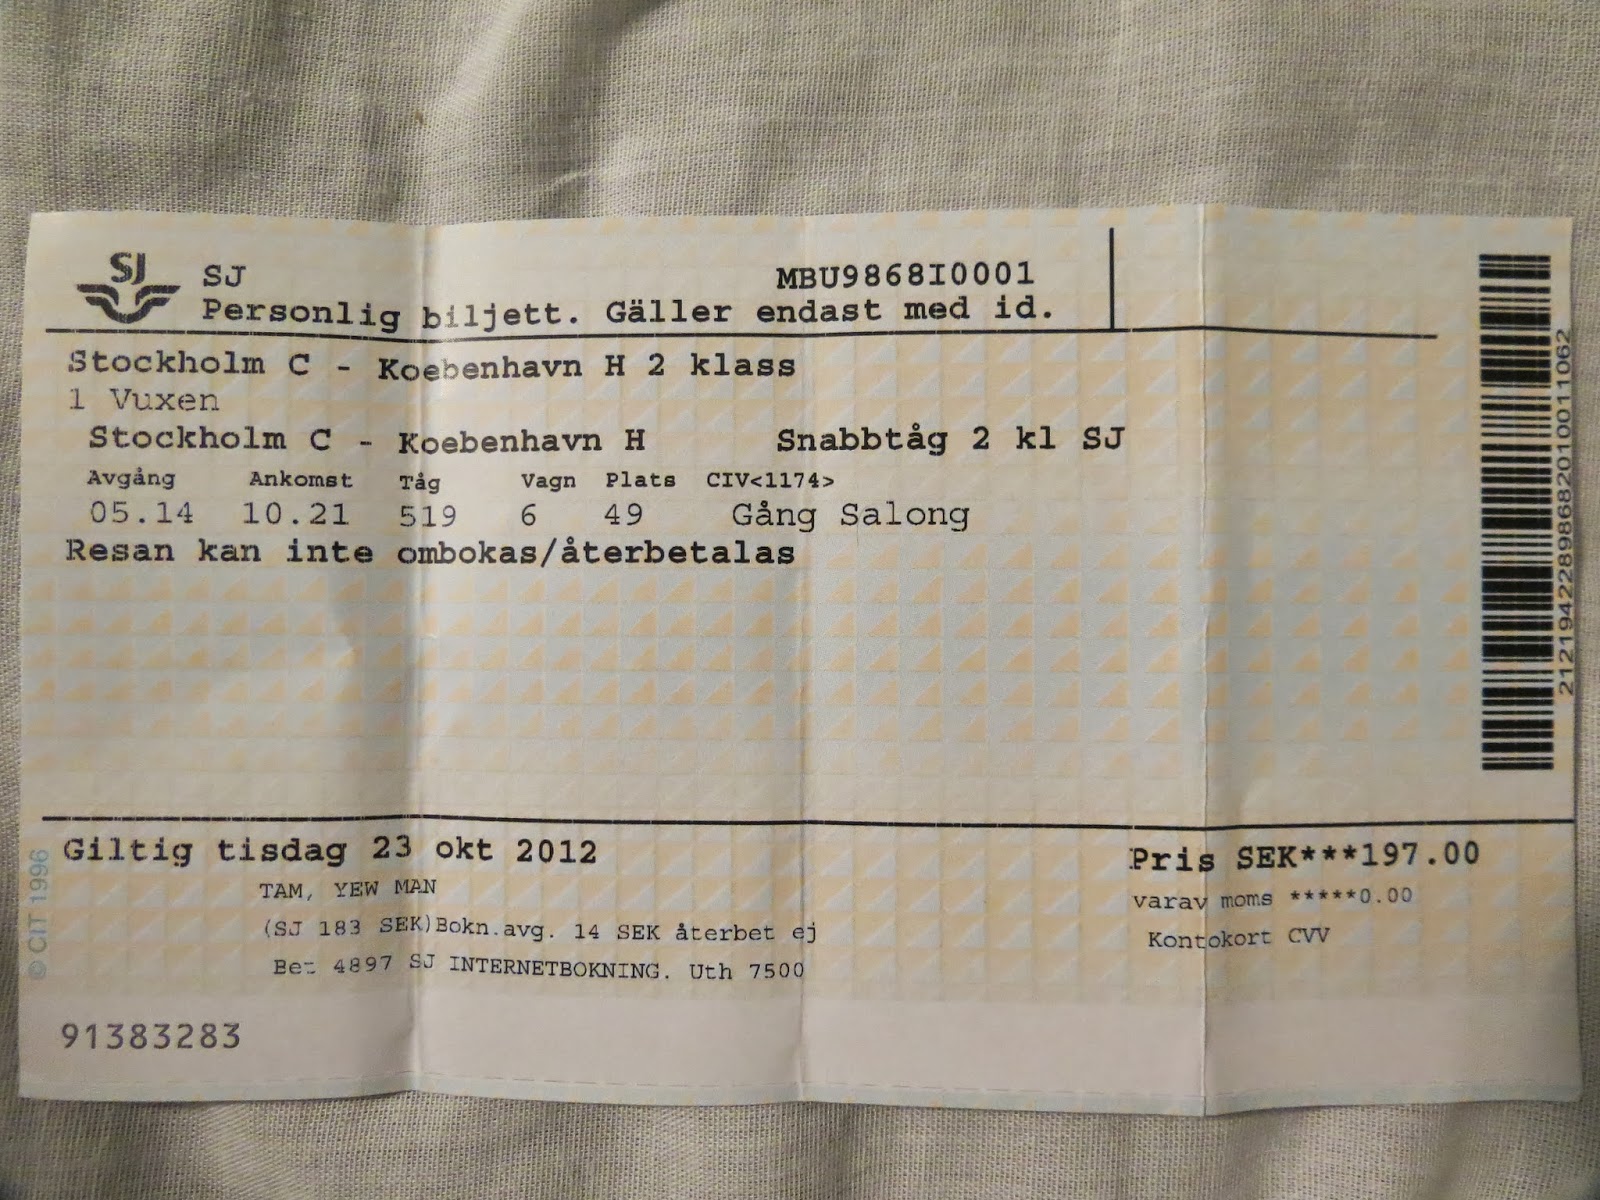 SJ SJ MBU9868I0001
Personlig biljett. Gäller endast med id.
Stockholm C - Koebenhavn H 2 klass
1 Vuxen
Stockholm C - Koebenhavn H Snabbtåg 2 kl SJ
Avgång Ankomst Tåg Vagn Plats CIV<1174>
05.14 10.21 519 6 49 Gång Salong
Resan kan inte ombokas/återbetalas
21219422898682010011062
Giltig tisdag 23 okt 2012 Pris SEK***197.00
TAM, YEW MAN varav moms *****0.00
(SJ 183 SEK)Bokn.avg. 14 SEK återbet ej Kontokort CVV
Bet 4897 SJ INTERNETBOKNING. Uth 7500
© CIT 1996
91383283